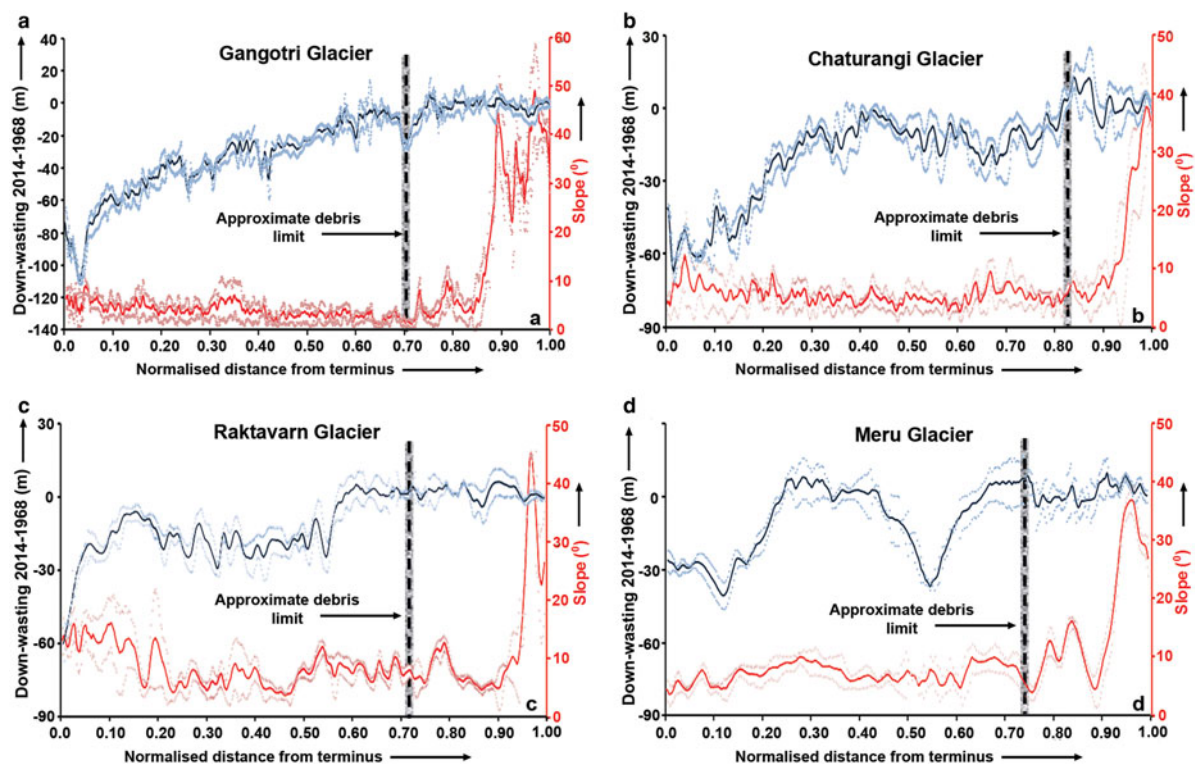 a
Gangotri Glacier
Down-wasting 2014-1968 (m)
40
20
0
-20
-40
-60
-80
-100
-120
-140
60
50
40
30
20
10
0
Slope (⁰)
Approximate debris
limit
a
0.0 0.10 0.20 0.30 0.40 0.50 0.60 0.70 0.80 0.90 1.00
Normalised distance from terminus
b
Chaturangi Glacier
Down-wasting 2014-1968 (m)
30
0
-30
-60
-90
50
40
30
20
10
0
Slope (⁰)
Approximate debris
limit
b
0.0 0.10 0.20 0.30 0.40 0.50 0.60 0.70 0.80 0.90 1.00
Normalised distance from terminus
c
Raktavarn Glacier
Down-wasting 2014-1968 (m)
30
0
-30
-60
-90
50
40
30
20
10
0
Slope (⁰)
Approximate debris
limit
c
0.0 0.10 0.20 0.30 0.40 0.50 0.60 0.70 0.80 0.90 1.00
Normalised distance from terminus
d
Meru Glacier
Down-wasting 2014-1968 (m)
30
0
-30
-60
-90
50
40
30
20
10
0
Slope (⁰)
Approximate debris
limit
d
0.0 0.10 0.20 0.30 0.40 0.50 0.60 0.70 0.80 0.90 1.00
Normalised distance from terminus